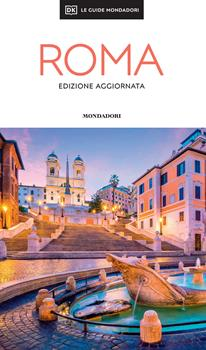 DK LE GUIDE MONDADORI
ROMA
EDIZIONE AGGIORNATA
MONDADORI